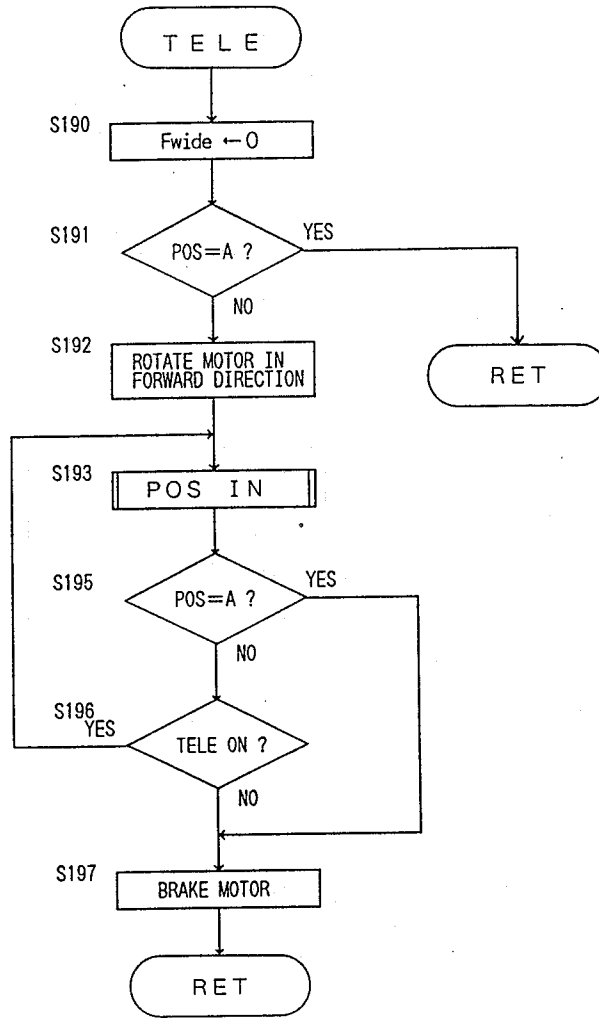 TELE
S190
Fwide ← 0
S191
POS=A ?
YES
NO
S192
ROTATE MOTOR IN
FORWARD DIRECTION
RET
S193
POS IN
S195
POS=A ?
YES
NO
S196
YES
TELE ON ?
NO
S197
BRAKE MOTOR
RET